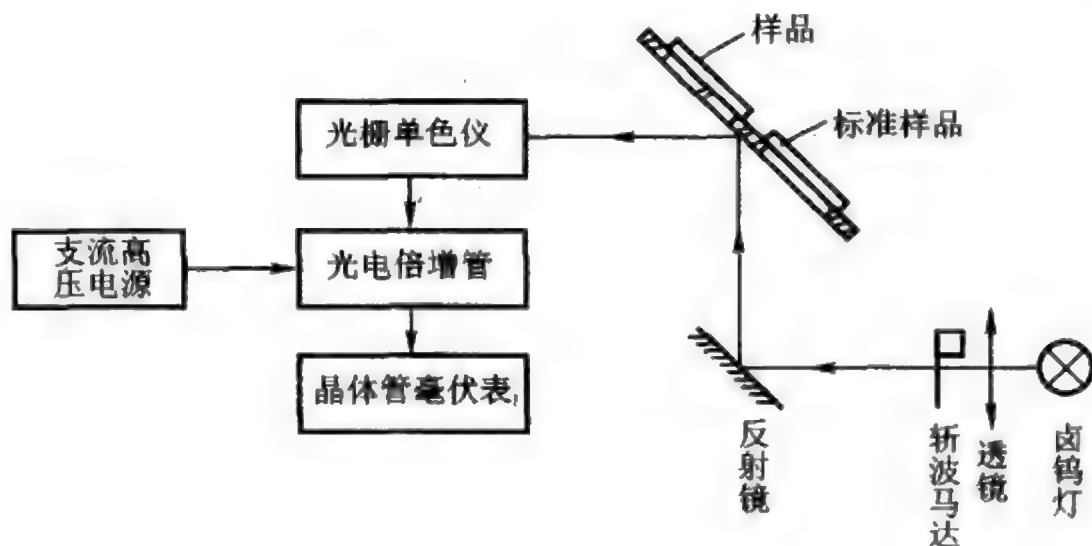 样品
标准样品
光栅单色仪
支流高
压电源
光电倍增管
晶体管毫伏表
反射镜
斩波马达
透镜
卤钨灯